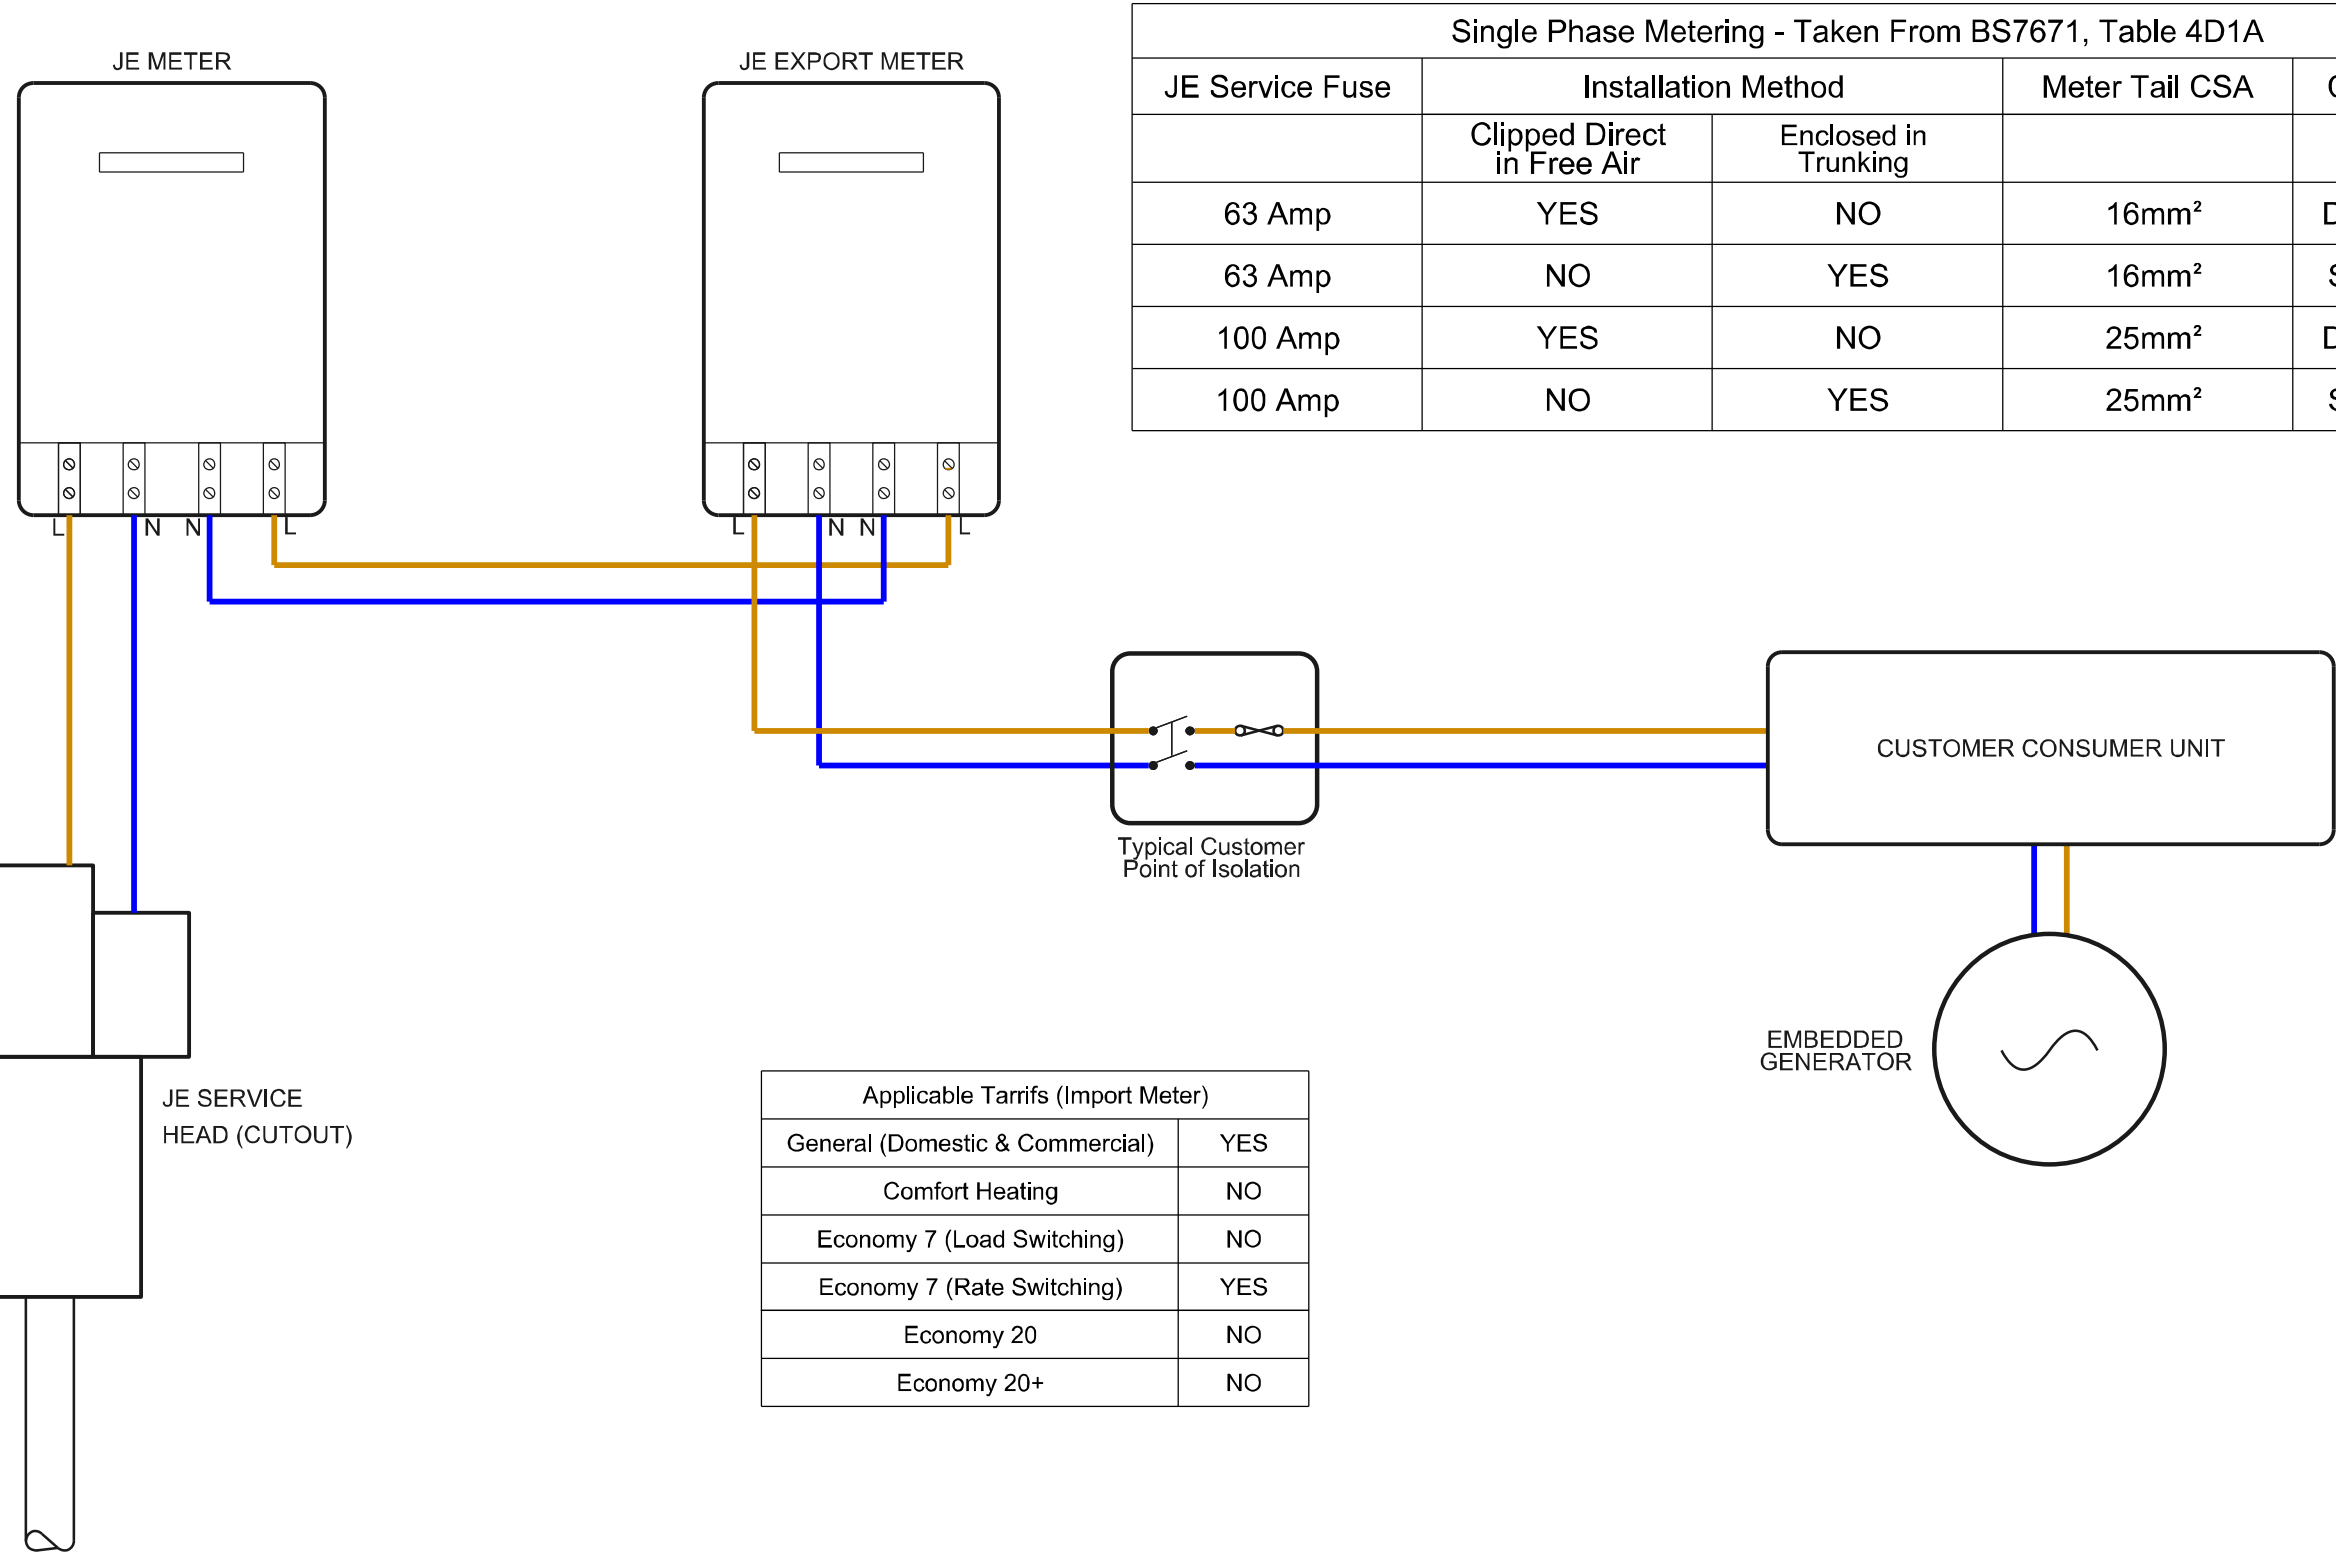 JE METER
JE EXPORT METER
L N N L
L N N L
Single Phase Metering - Taken From BS7671, Table 4D1A
JE Service Fuse Installation Method Meter Tail CSA
Clipped Direct
in Free Air
Enclosed in
Trunking
63 Amp YES NO 16mm²
63 Amp NO YES 16mm²
100 Amp YES NO 25mm²
100 Amp NO YES 25mm²
Typical Customer
Point of Isolation
CUSTOMER CONSUMER UNIT
EMBEDDED
GENERATOR
JE SERVICE
HEAD (CUTOUT)
Applicable Tarrifs (Import Meter)
General (Domestic & Commercial) YES
Comfort Heating NO
Economy 7 (Load Switching) NO
Economy 7 (Rate Switching) YES
Economy 20 NO
Economy 20+ NO